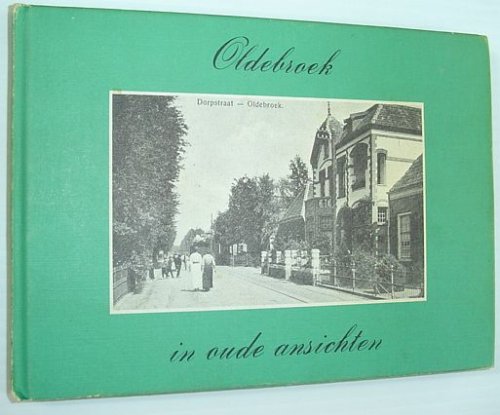 Oldebroek
Dorpstraat — Oldebroek.
in oude ansichten